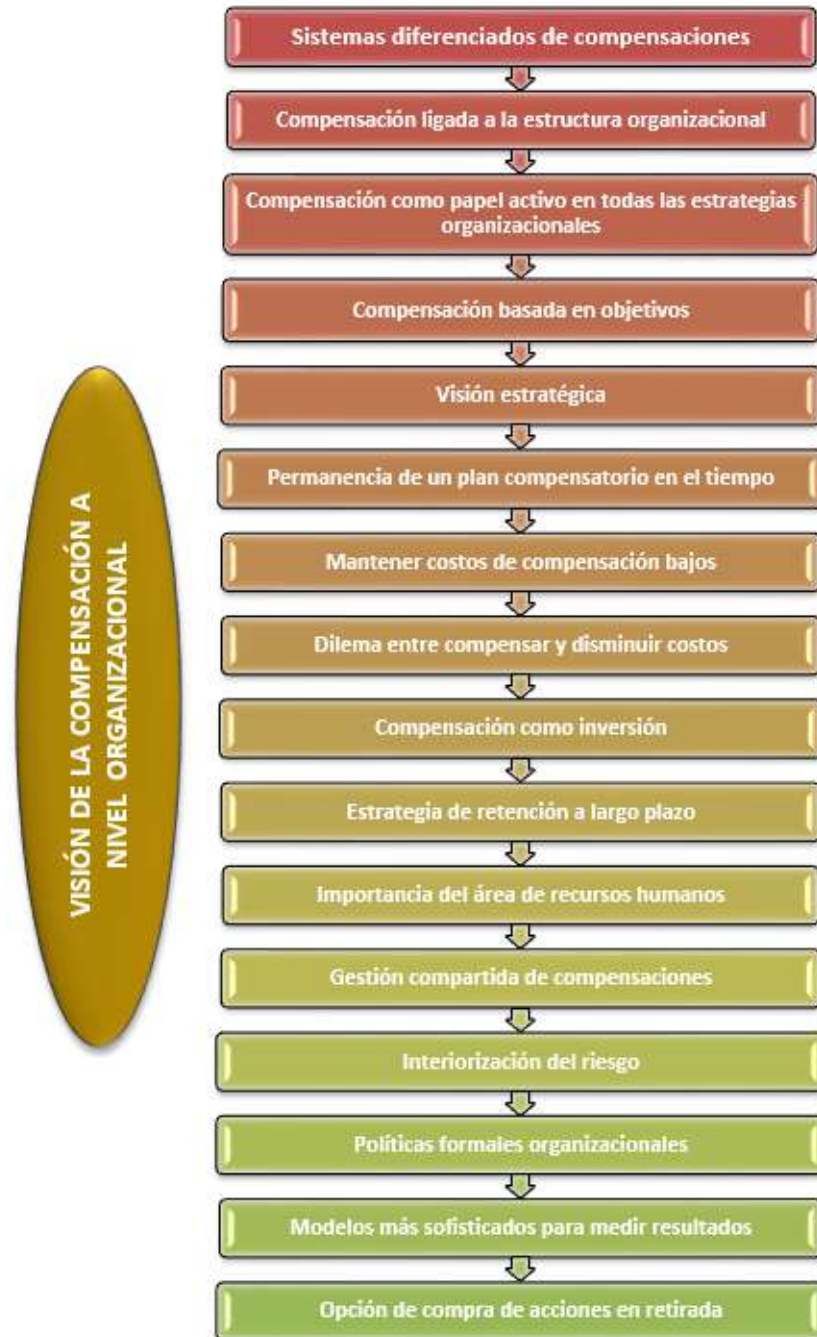 VISIÓN DE LA COMPENSACIÓN A
NIVEL ORGANIZACIONAL
Sistemas diferenciados de compensaciones
Compensación ligada a la estructura organizacional
Compensación como papel activo en todas las estrategias
organizacionales
Compensación basada en objetivos
Visión estratégica
Permanencia de un plan compensatorio en el tiempo
Mantener costos de compensación bajos
Dilema entre compensar y disminuir costos
Compensación como inversión
Estrategia de retención a largo plazo
Importancia del área de recursos humanos
Gestión compartida de compensaciones
Interiorización del riesgo
Políticas formales organizacionales
Modelos más sofisticados para medir resultados
Opción de compra de acciones en retirada